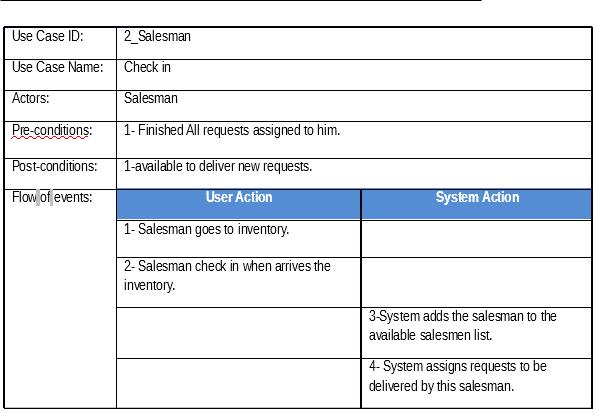 Use Case ID: 2_Salesman
Use Case Name: Check in
Actors: Salesman
Pre-conditions: 1- Finished All requests assigned to him.
Post-conditions: 1-available to deliver new requests.
Flow of events: User Action System Action
1- Salesman goes to inventory.
2- Salesman check in when arrives the
inventory.
3-System adds the salesman to the
available salesmen list.
4- System assigns requests to be
delivered by this salesman.